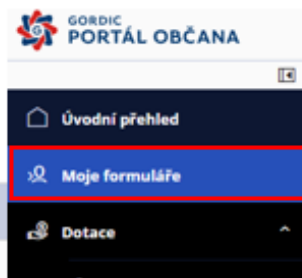 GORDIC
PORTÁL OBČANA
Úvodní přehled
Moje formuláře
Dotace